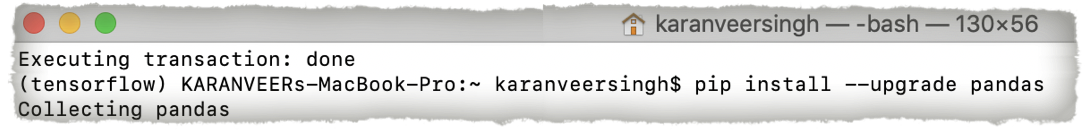 karanveersingh — -bash — 130×56
Executing transaction: done
(tensorflow) KARANVEERs-MacBook-Pro:~ karanveersingh$ pip install --upgrade pandas
Collecting pandas